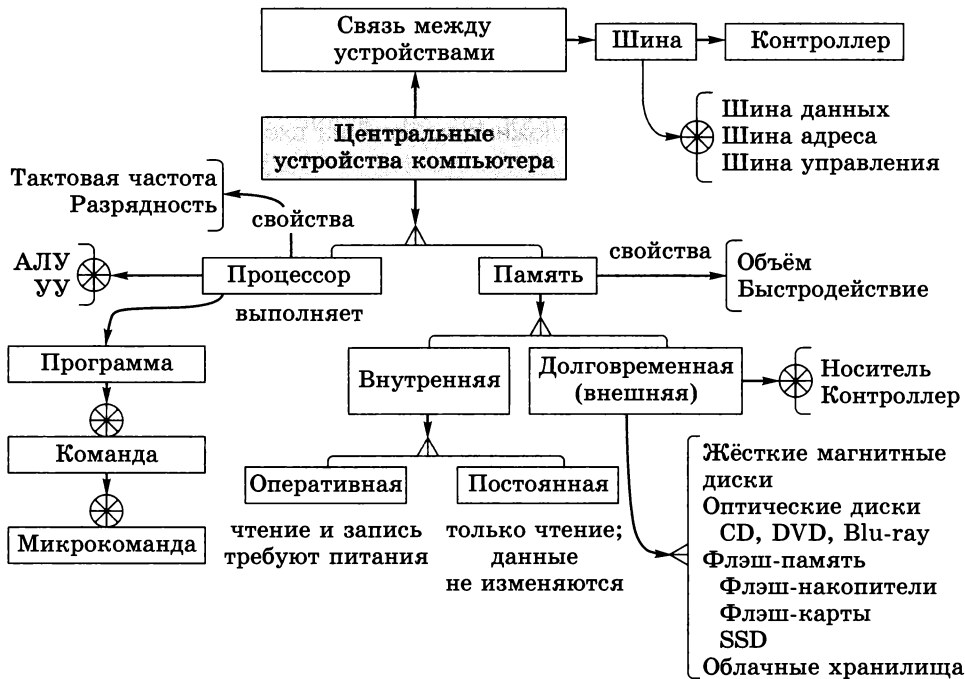 Связь между
устройствами
Шина
Контроллер
Шина данных
Шина адреса
Шина управления
Центральные
устройства компьютера
Тактовая частота
Разрядность
свойства
АЛУ
УУ
Процессор
выполняет
Память
свойства
Объём
Быстродействие
Программа
Команда
Микрокоманда
Внутренняя
Долговременная
(внешняя)
Носитель
Контроллер
Оперативная
Постоянная
чтение и запись
требуют питания
только чтение;
данные
не изменяются
Жёсткие магнитные
диски
Оптические диски
CD, DVD, Blu-ray
Флэш-память
Флэш-накопители
Флэш-карты
SSD
Облачные хранилища